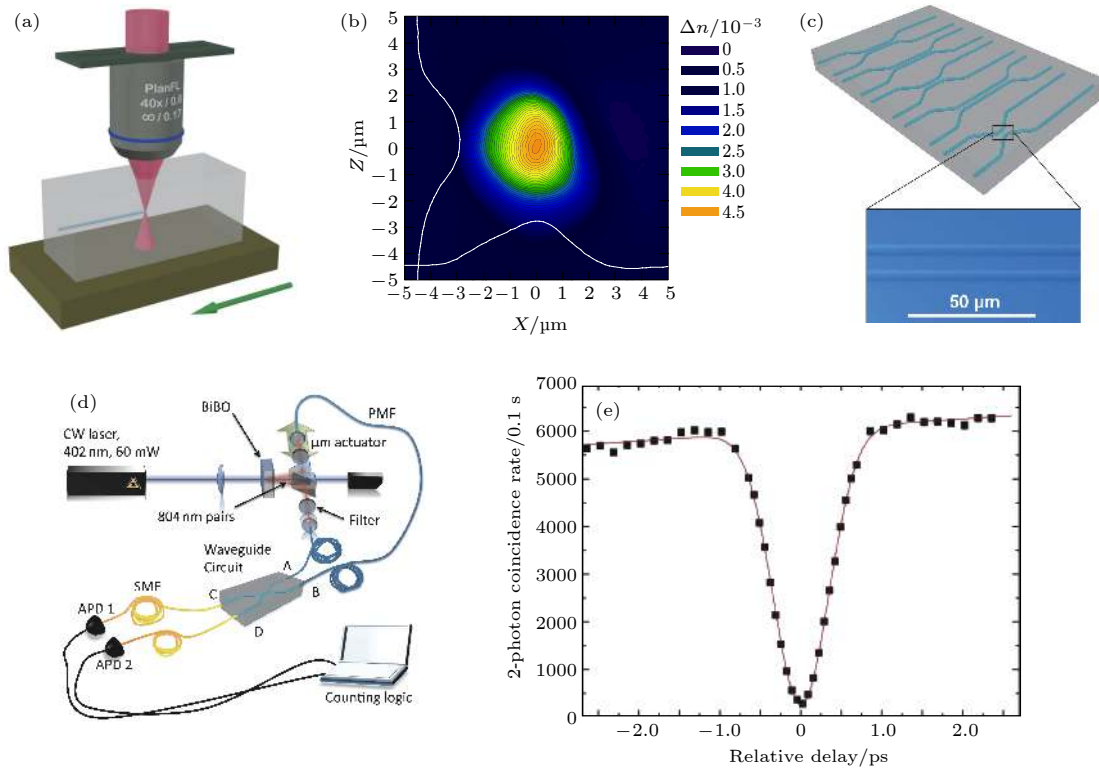 (a)
PlanFL
40x / 0.6
∞ / 0.17
(b)
5
4
3
2
1
0
−1
−2
−3
−4
5
Z/µm
−5
−4
−3
−2
−1
0
1
2
3
4
5
X/µm
Δn/10⁻³
0
0.5
1.0
1.5
2.0
2.5
3.0
4.0
4.5
(c)
50 µm
(d)
BiBO
PMF
CW laser,
402 nm, 60 mW
µm actuator
804 nm pairs
Filter
Waveguide
Circuit
A
B
C
D
SMF
APD 1
APD 2
Counting logic
(e)
7000
6000
5000
4000
3000
2000
1000
0
2-photon coincidence rate/0.1 s
−2.0
−1.0
0
1.0
2.0
Relative delay/ps